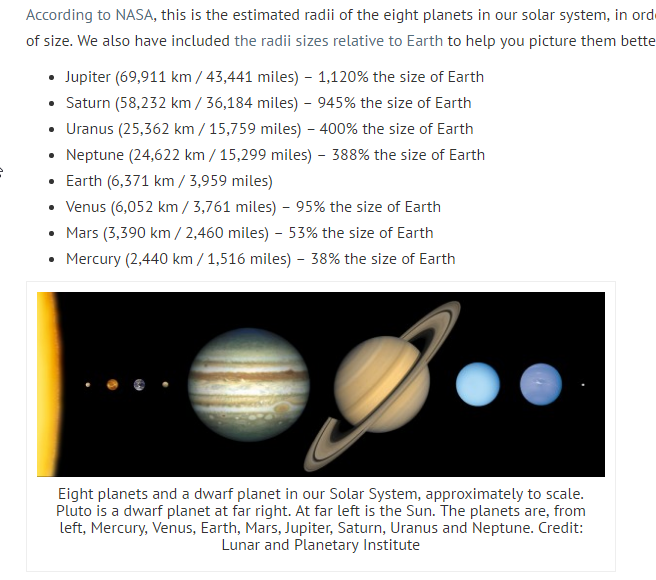 According to NASA, this is the estimated radii of the eight planets in our solar system, in
of size. We also have included the radii sizes relative to Earth to help you picture them
• Jupiter (69,911 km / 43,441 miles) – 1,120% the size of Earth
• Saturn (58,232 km / 36,184 miles) – 945% the size of Earth
• Uranus (25,362 km / 15,759 miles) – 400% the size of Earth
• Neptune (24,622 km / 15,299 miles) – 388% the size of Earth
• Earth (6,371 km / 3,959 miles)
• Venus (6,052 km / 3,761 miles) – 95% the size of Earth
• Mars (3,390 km / 2,460 miles) – 53% the size of Earth
• Mercury (2,440 km / 1,516 miles) – 38% the size of Earth
Eight planets and a dwarf planet in our Solar System, approximately to scale.
Pluto is a dwarf planet at far right. At far left is the Sun. The planets are, from
left, Mercury, Venus, Earth, Mars, Jupiter, Saturn, Uranus and Neptune. Credit:
Lunar and Planetary Institute